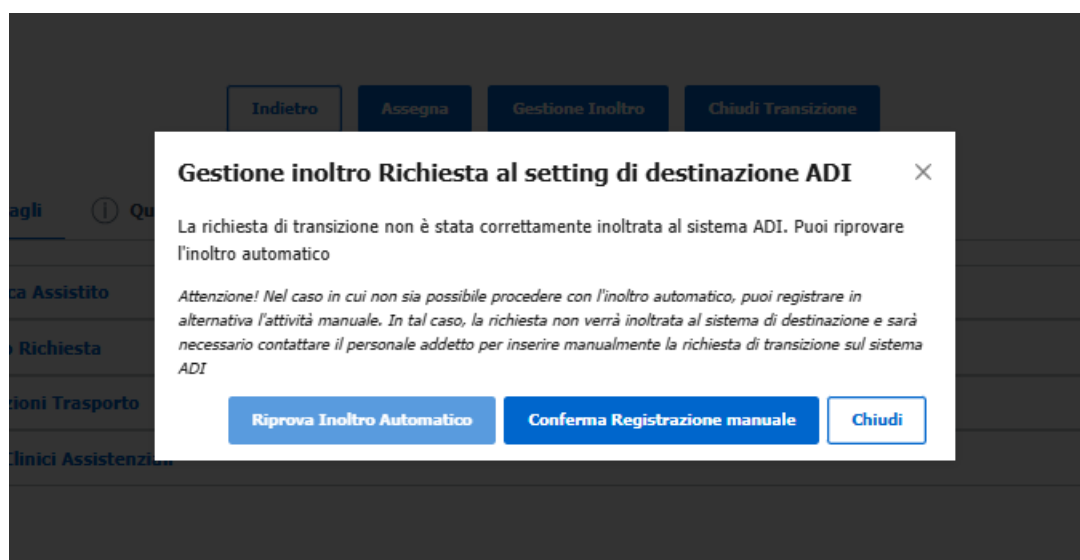 Indietro Assegna Gestione Inoltro Chiudi Transizione
Gestione inoltro Richiesta al setting di destinazione ADI
agli Qu
La richiesta di transizione non è stata correttamente inoltrata al sistema ADI. Puoi riprovare
l'inoltro automatico
ca Assistito
Attenzione! Nel caso in cui non sia possibile procedere con l'inoltro automatico, puoi registrare in
alternativa l'attività manuale. In tal caso, la richiesta non verrà inoltrata al sistema di destinazione e sarà
necessario contattare il personale addetto per inserire manualmente la richiesta di transizione sul sistema
ADI
Richiesta
zioni Trasporto
Riprova Inoltro Automatico Conferma Registrazione manuale Chiudi
Clinici Assistenziali